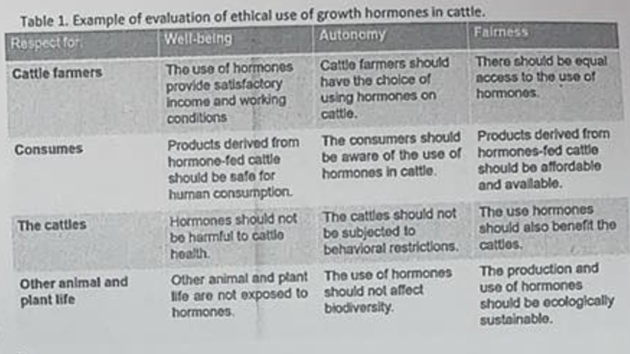 Table 1. Example of evaluation of ethical use of growth hormones in cattle.
Respect for: Well-being Autonomy Fairness
Cattle farmers
The use of hormones
provide satisfactory
income and working
conditions
Cattle farmers should
have the choice of
using hormones on
cattle.
There should be equal
access to the use of
hormones.
Consumes
Products derived from
hormone-fed cattle
should be safe for
human consumption.
The consumers should
be aware of the use of
hormones in cattle.
Products derived from
hormones-fed cattle
should be affordable
and available.
The cattles
Hormones should not
be harmful to cattle
health.
The cattles should not
be subjected to
behavioral restrictions.
The use hormones
should also benefit the
cattles.
Other animal and
plant life
Other animal and plant
life are not exposed to
hormones.
The use of hormones
should not affect
biodiversity.
The production and
use of hormones
should be ecologically
sustainable.